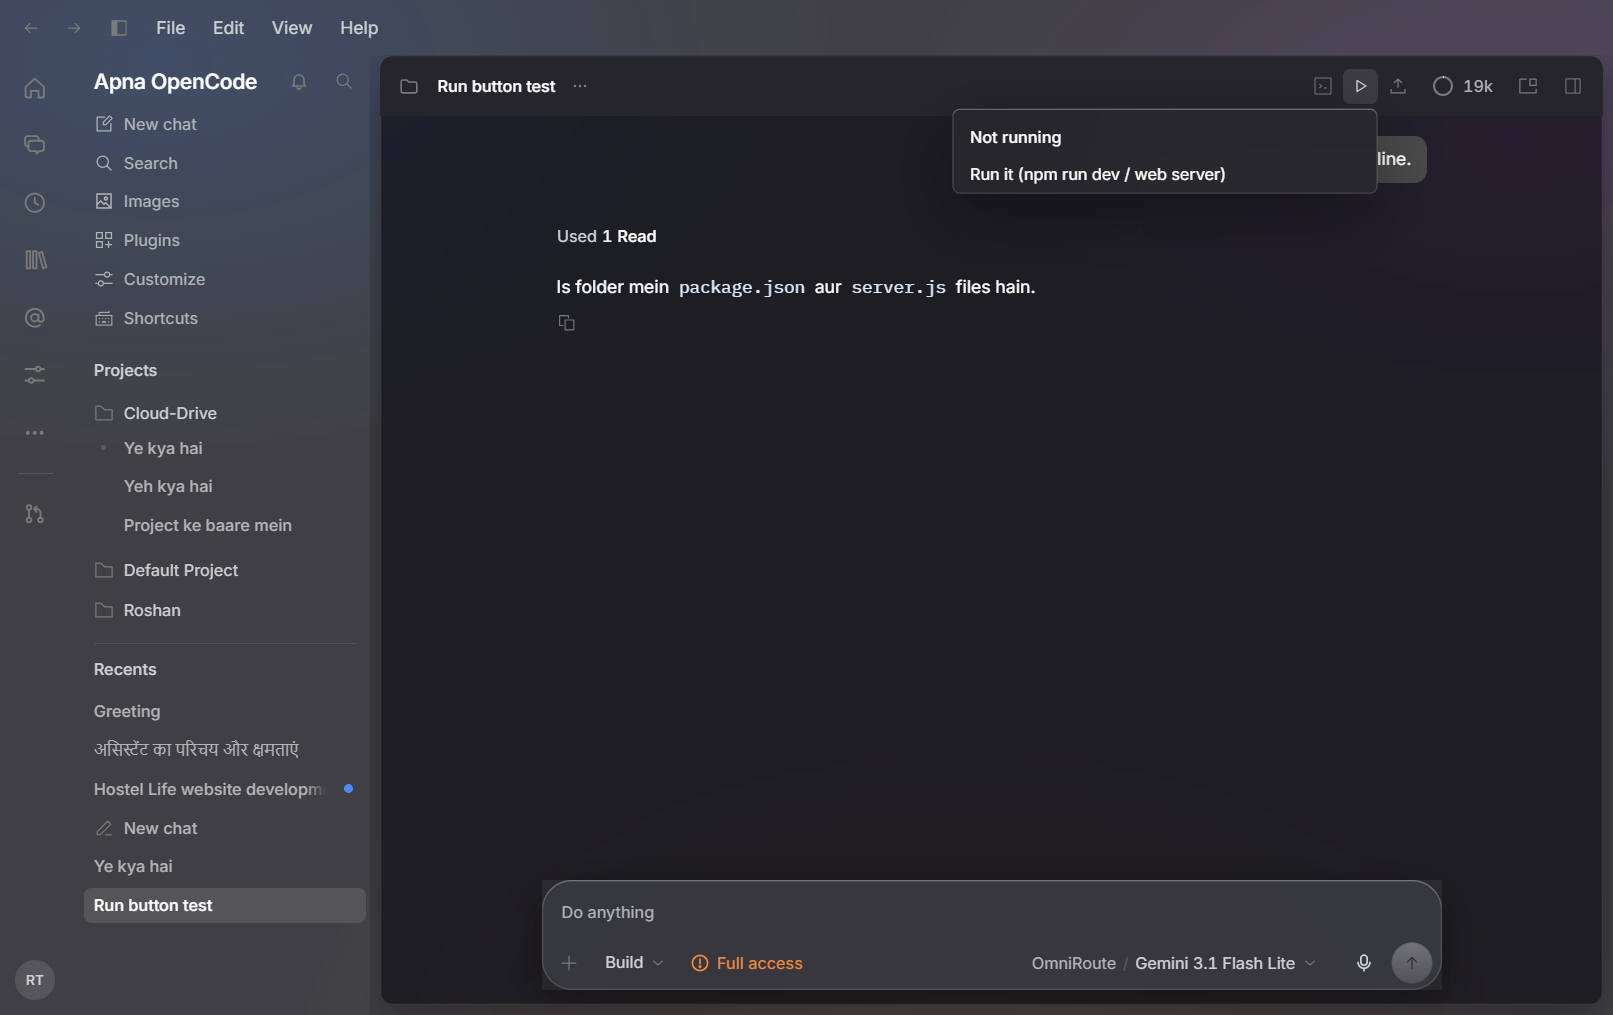 File Edit View Help
Apna OpenCode
New chat
Search
Images
Plugins
Customize
Shortcuts
Projects
Cloud-Drive
Ye kya hai
Yeh kya hai
Project ke baare mein
Default Project
Roshan
Recents
Greeting
असिस्टेंट का परिचय और क्षमताएं
Hostel Life website developm
New chat
Ye kya hai
Run button test
RT
Run button test
19k
Not running
Run it (npm run dev / web server)
line.
Used 1 Read
Is folder mein package.json aur server.js files hain.
Do anything
Build
Full access
OmniRoute / Gemini 3.1 Flash Lite